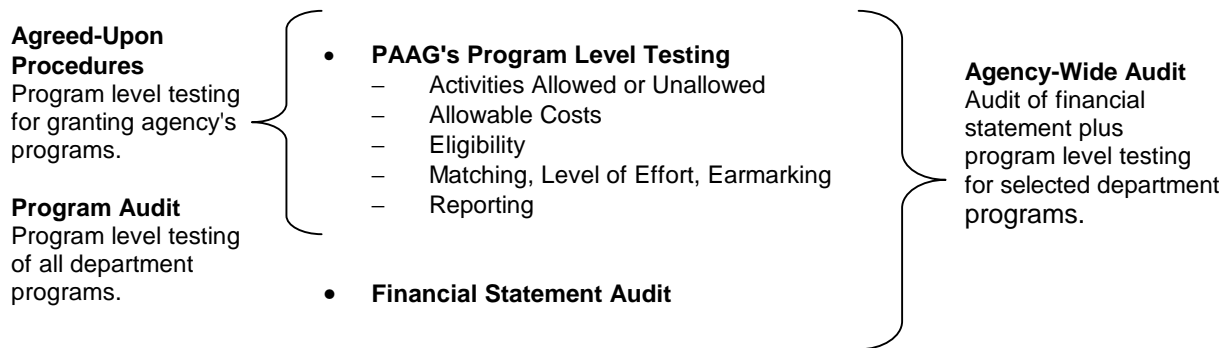 Agreed-Upon
Procedures
Program level testing
for granting agency's
programs.
Program Audit
Program level testing
of all department
programs.
• PAAG's Program Level Testing
– Activities Allowed or Unallowed
– Allowable Costs
– Eligibility
– Matching, Level of Effort, Earmarking
– Reporting
• Financial Statement Audit
Agency-Wide Audit
Audit of financial
statement plus
program level testing
for selected department
programs.